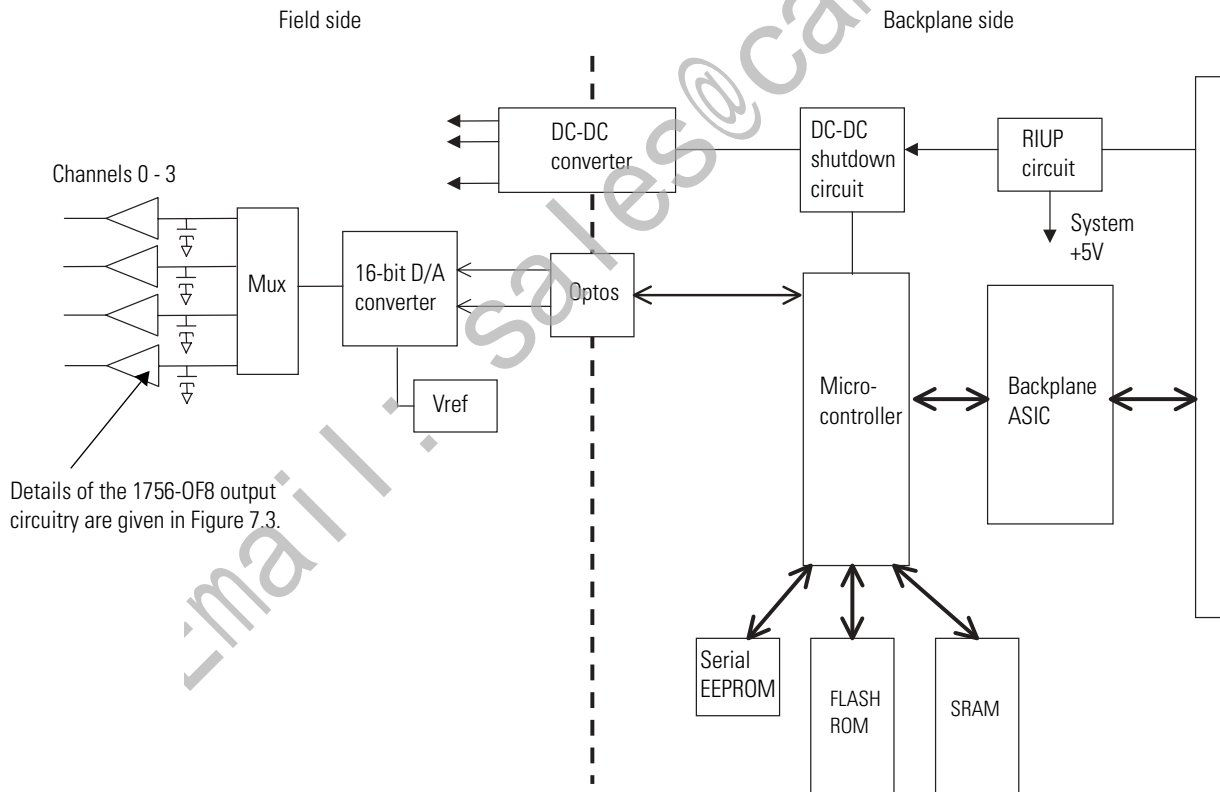 Field side
Backplane side
DC-DC
converter
DC-DC
shutdown
circuit
RIUP
circuit
System
+5V
Channels 0 - 3
Mux
16-bit D/A
converter
Optos
Vref
Micro-
controller
Backplane
ASIC
Details of the 1756-OF8 output
circuitry are given in Figure 7.3.
Serial
EEPROM
FLASH
ROM
SRAM